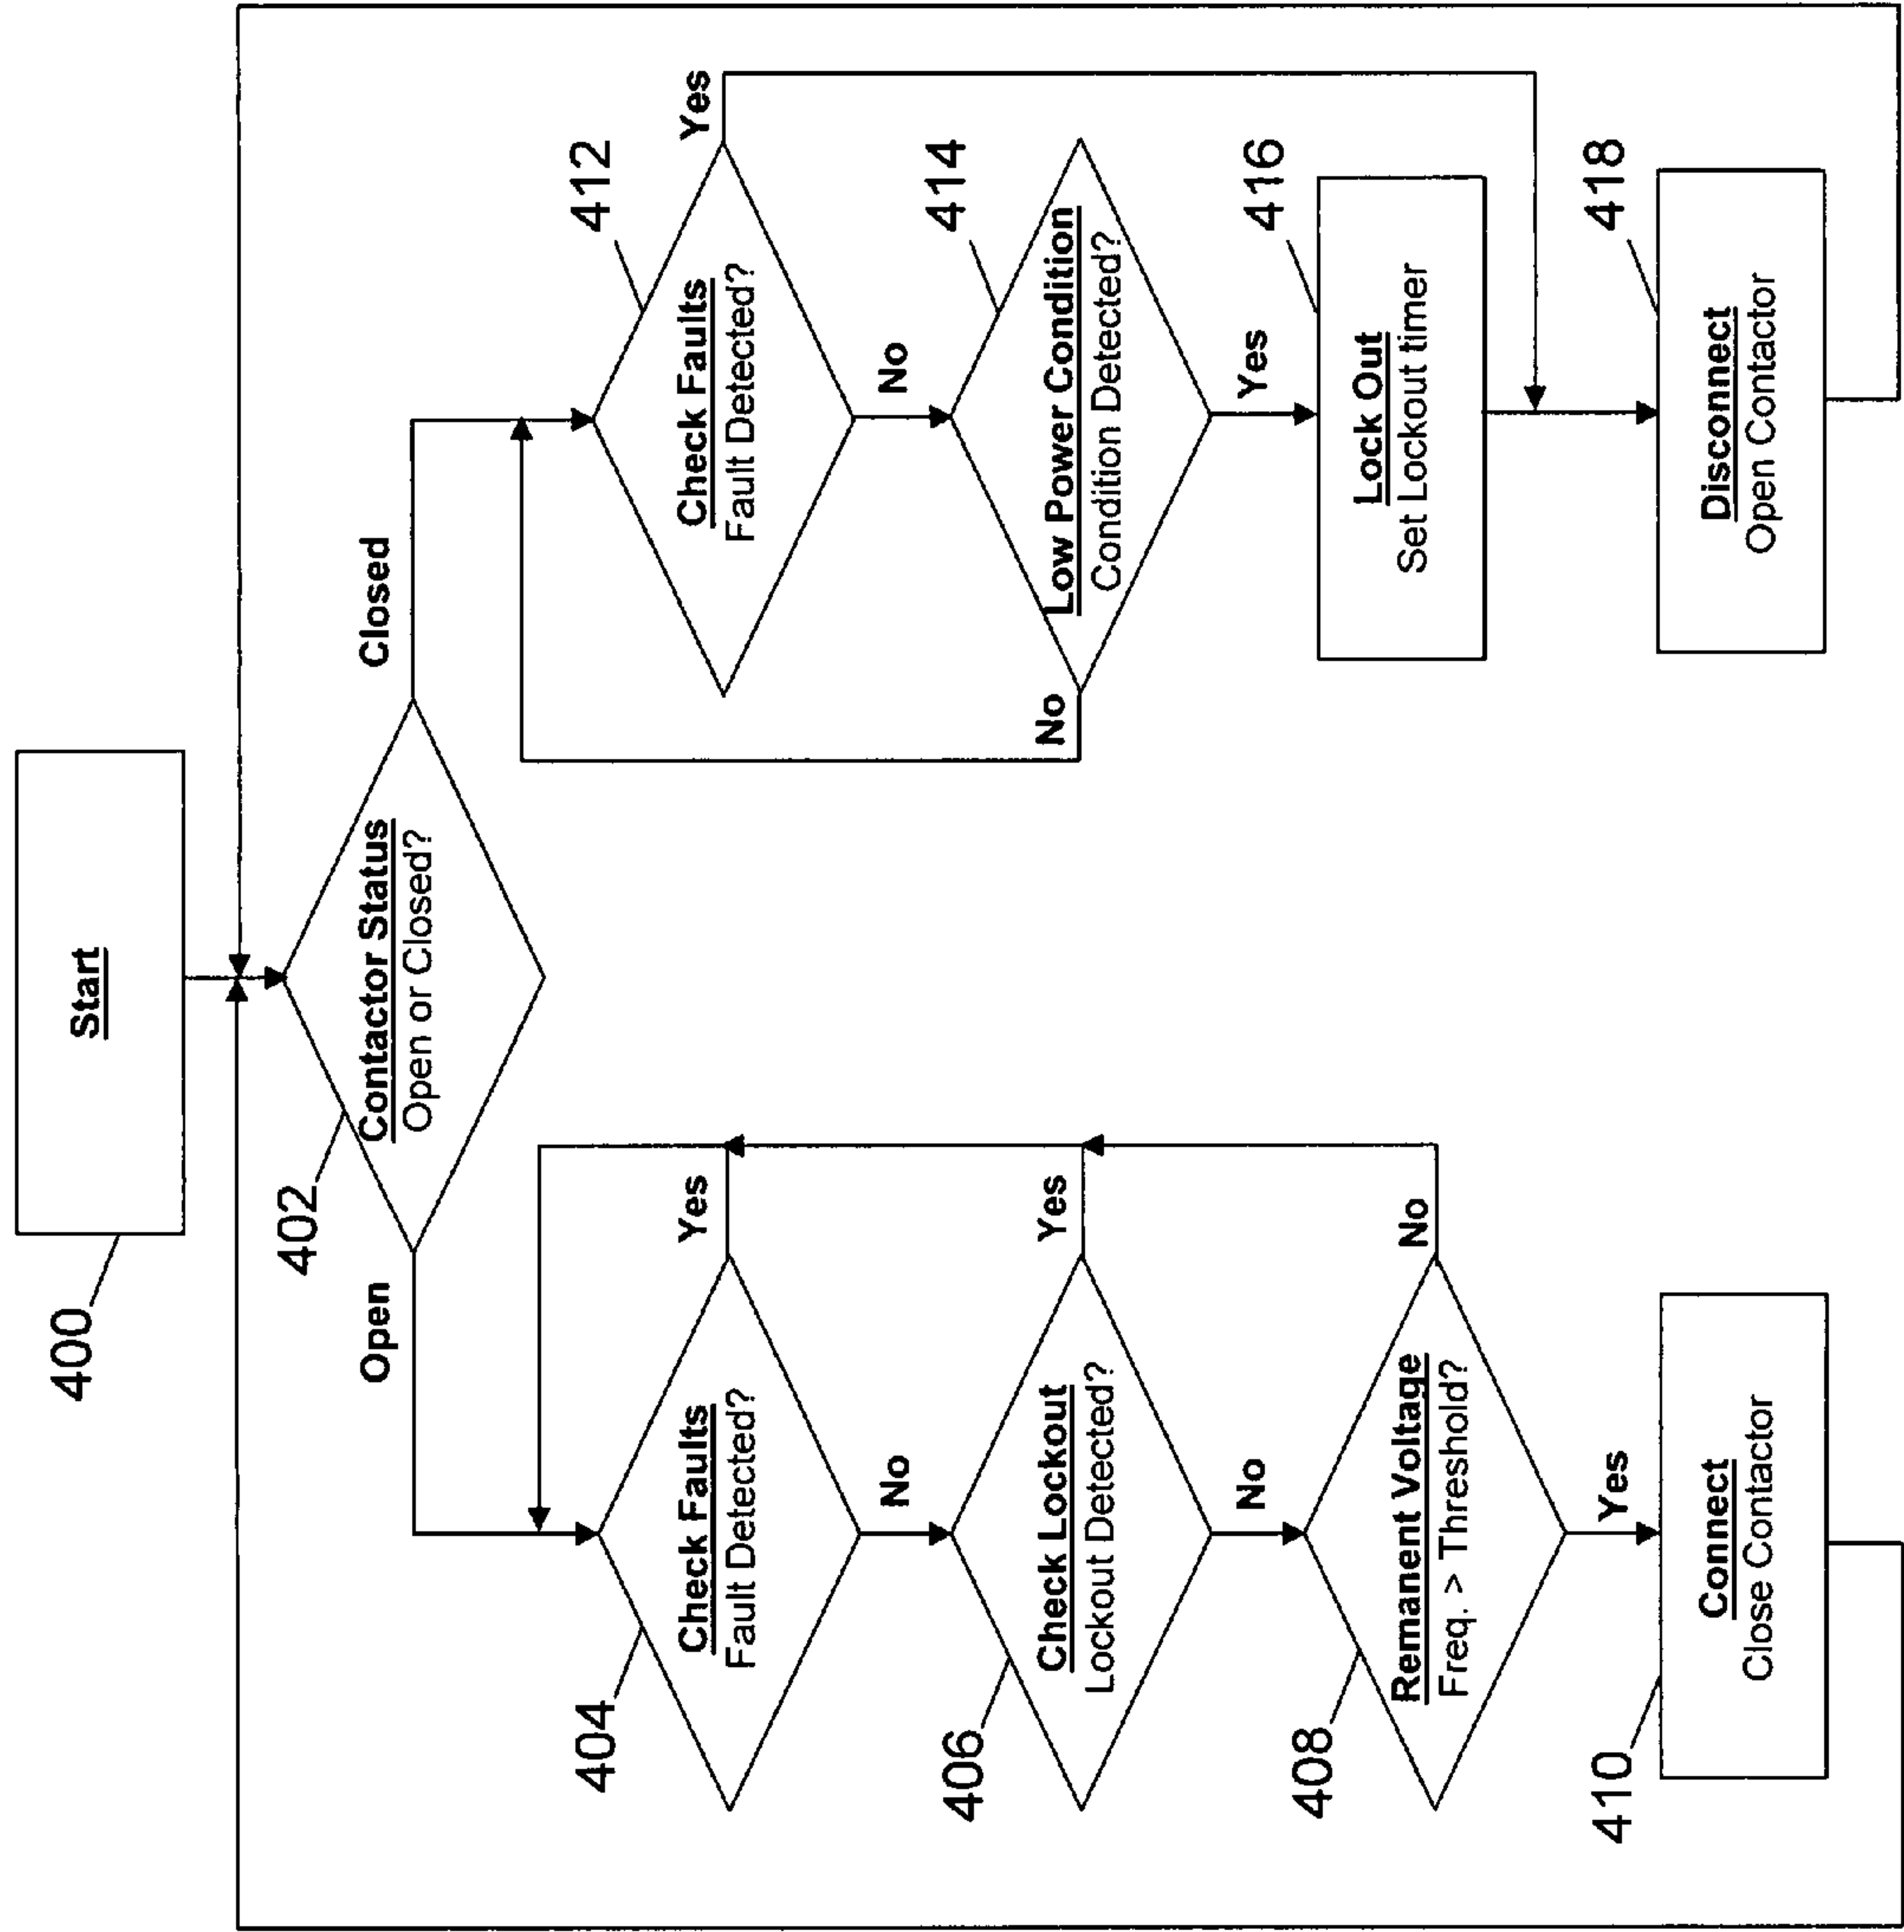 Start
400
Contactor Status
Open or Closed?
402
Open
Closed
Check Faults
Fault Detected?
404
Yes
No
Check Lockout
Lockout Detected?
406
Yes
No
Remanent Voltage
Freq. > Threshold?
408
No
Yes
Connect
Close Contactor
410
Check Faults
Fault Detected?
412
Yes
No
Low Power Condition
Condition Detected?
414
No
Yes
Lock Out
Set Lockout timer
416
Disconnect
Open Contactor
418